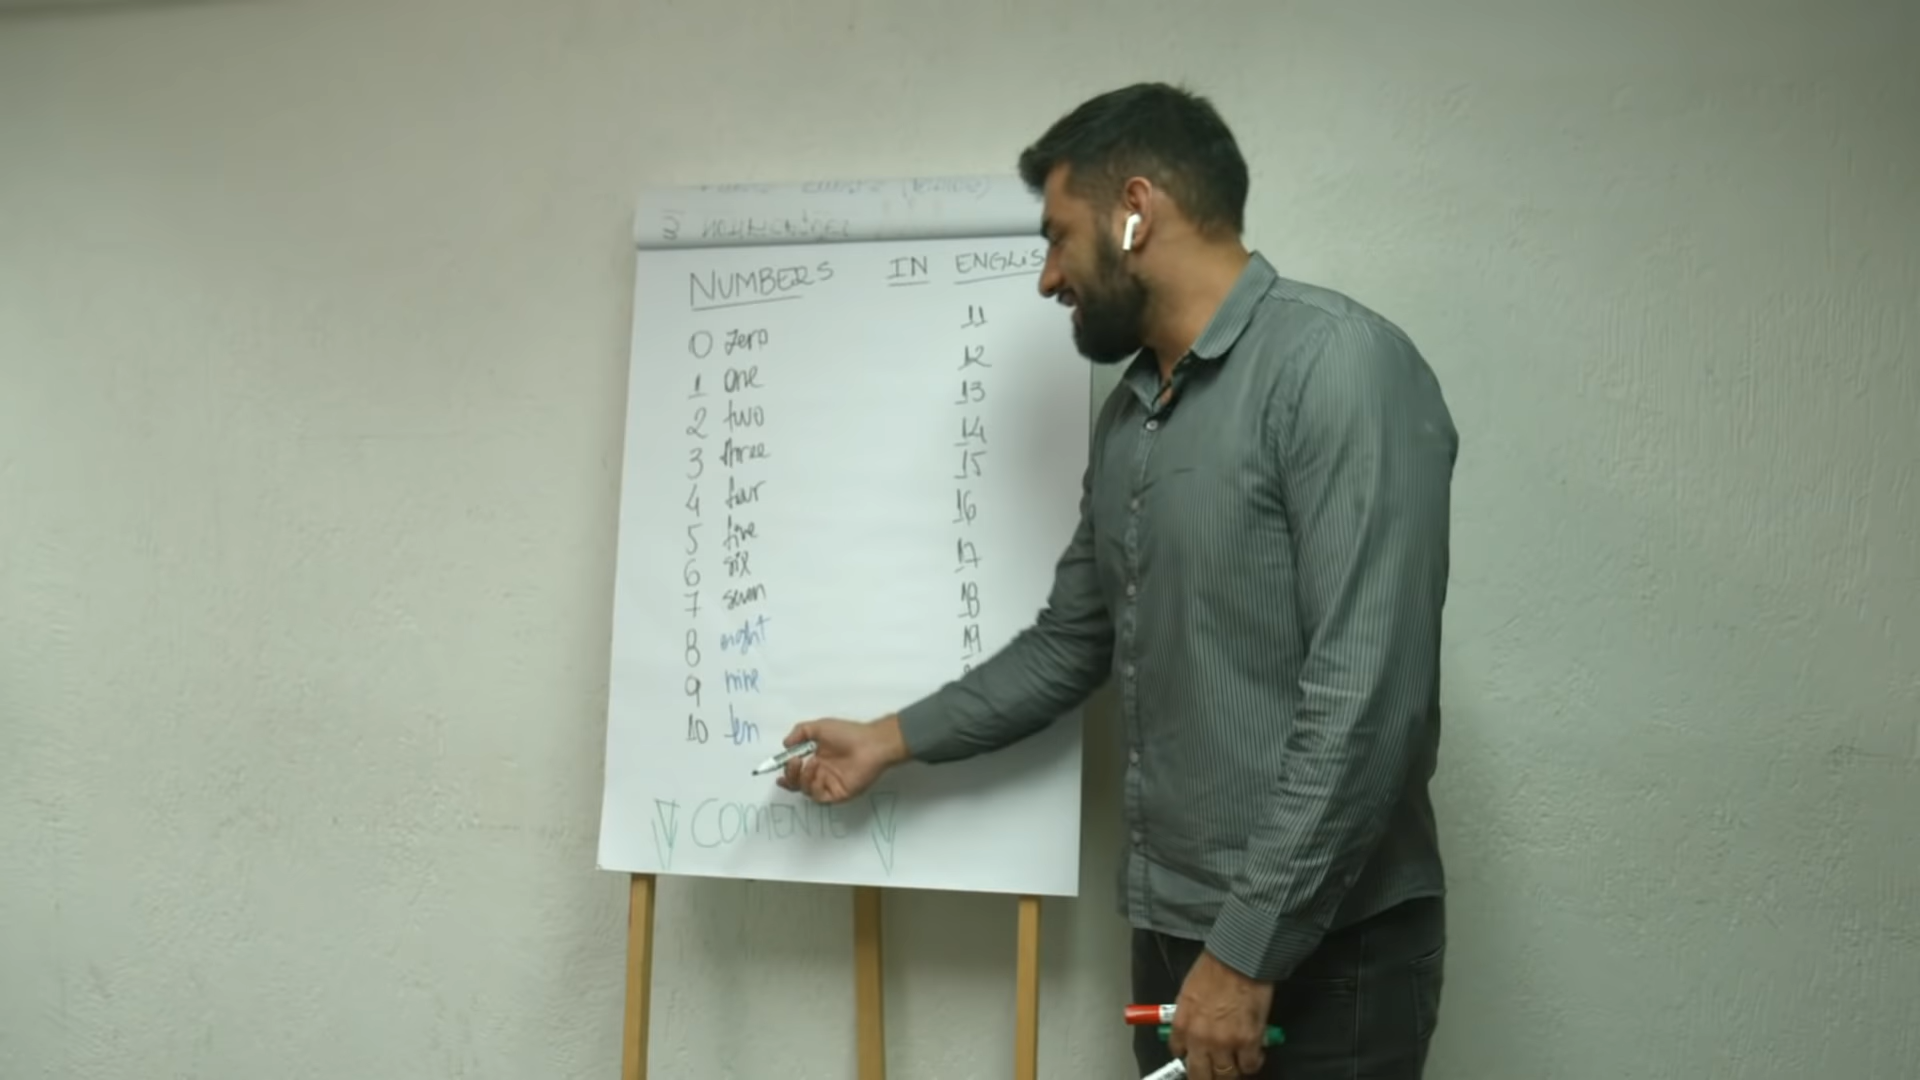 NUMBERS IN ENGLIS
0 zero
1 one
2 two
3 three
4 four
5 five
6 six
7 seven
8 eight
9 nine
10 ten
11
12
13
14
15
16
17
18
19
COMENTE